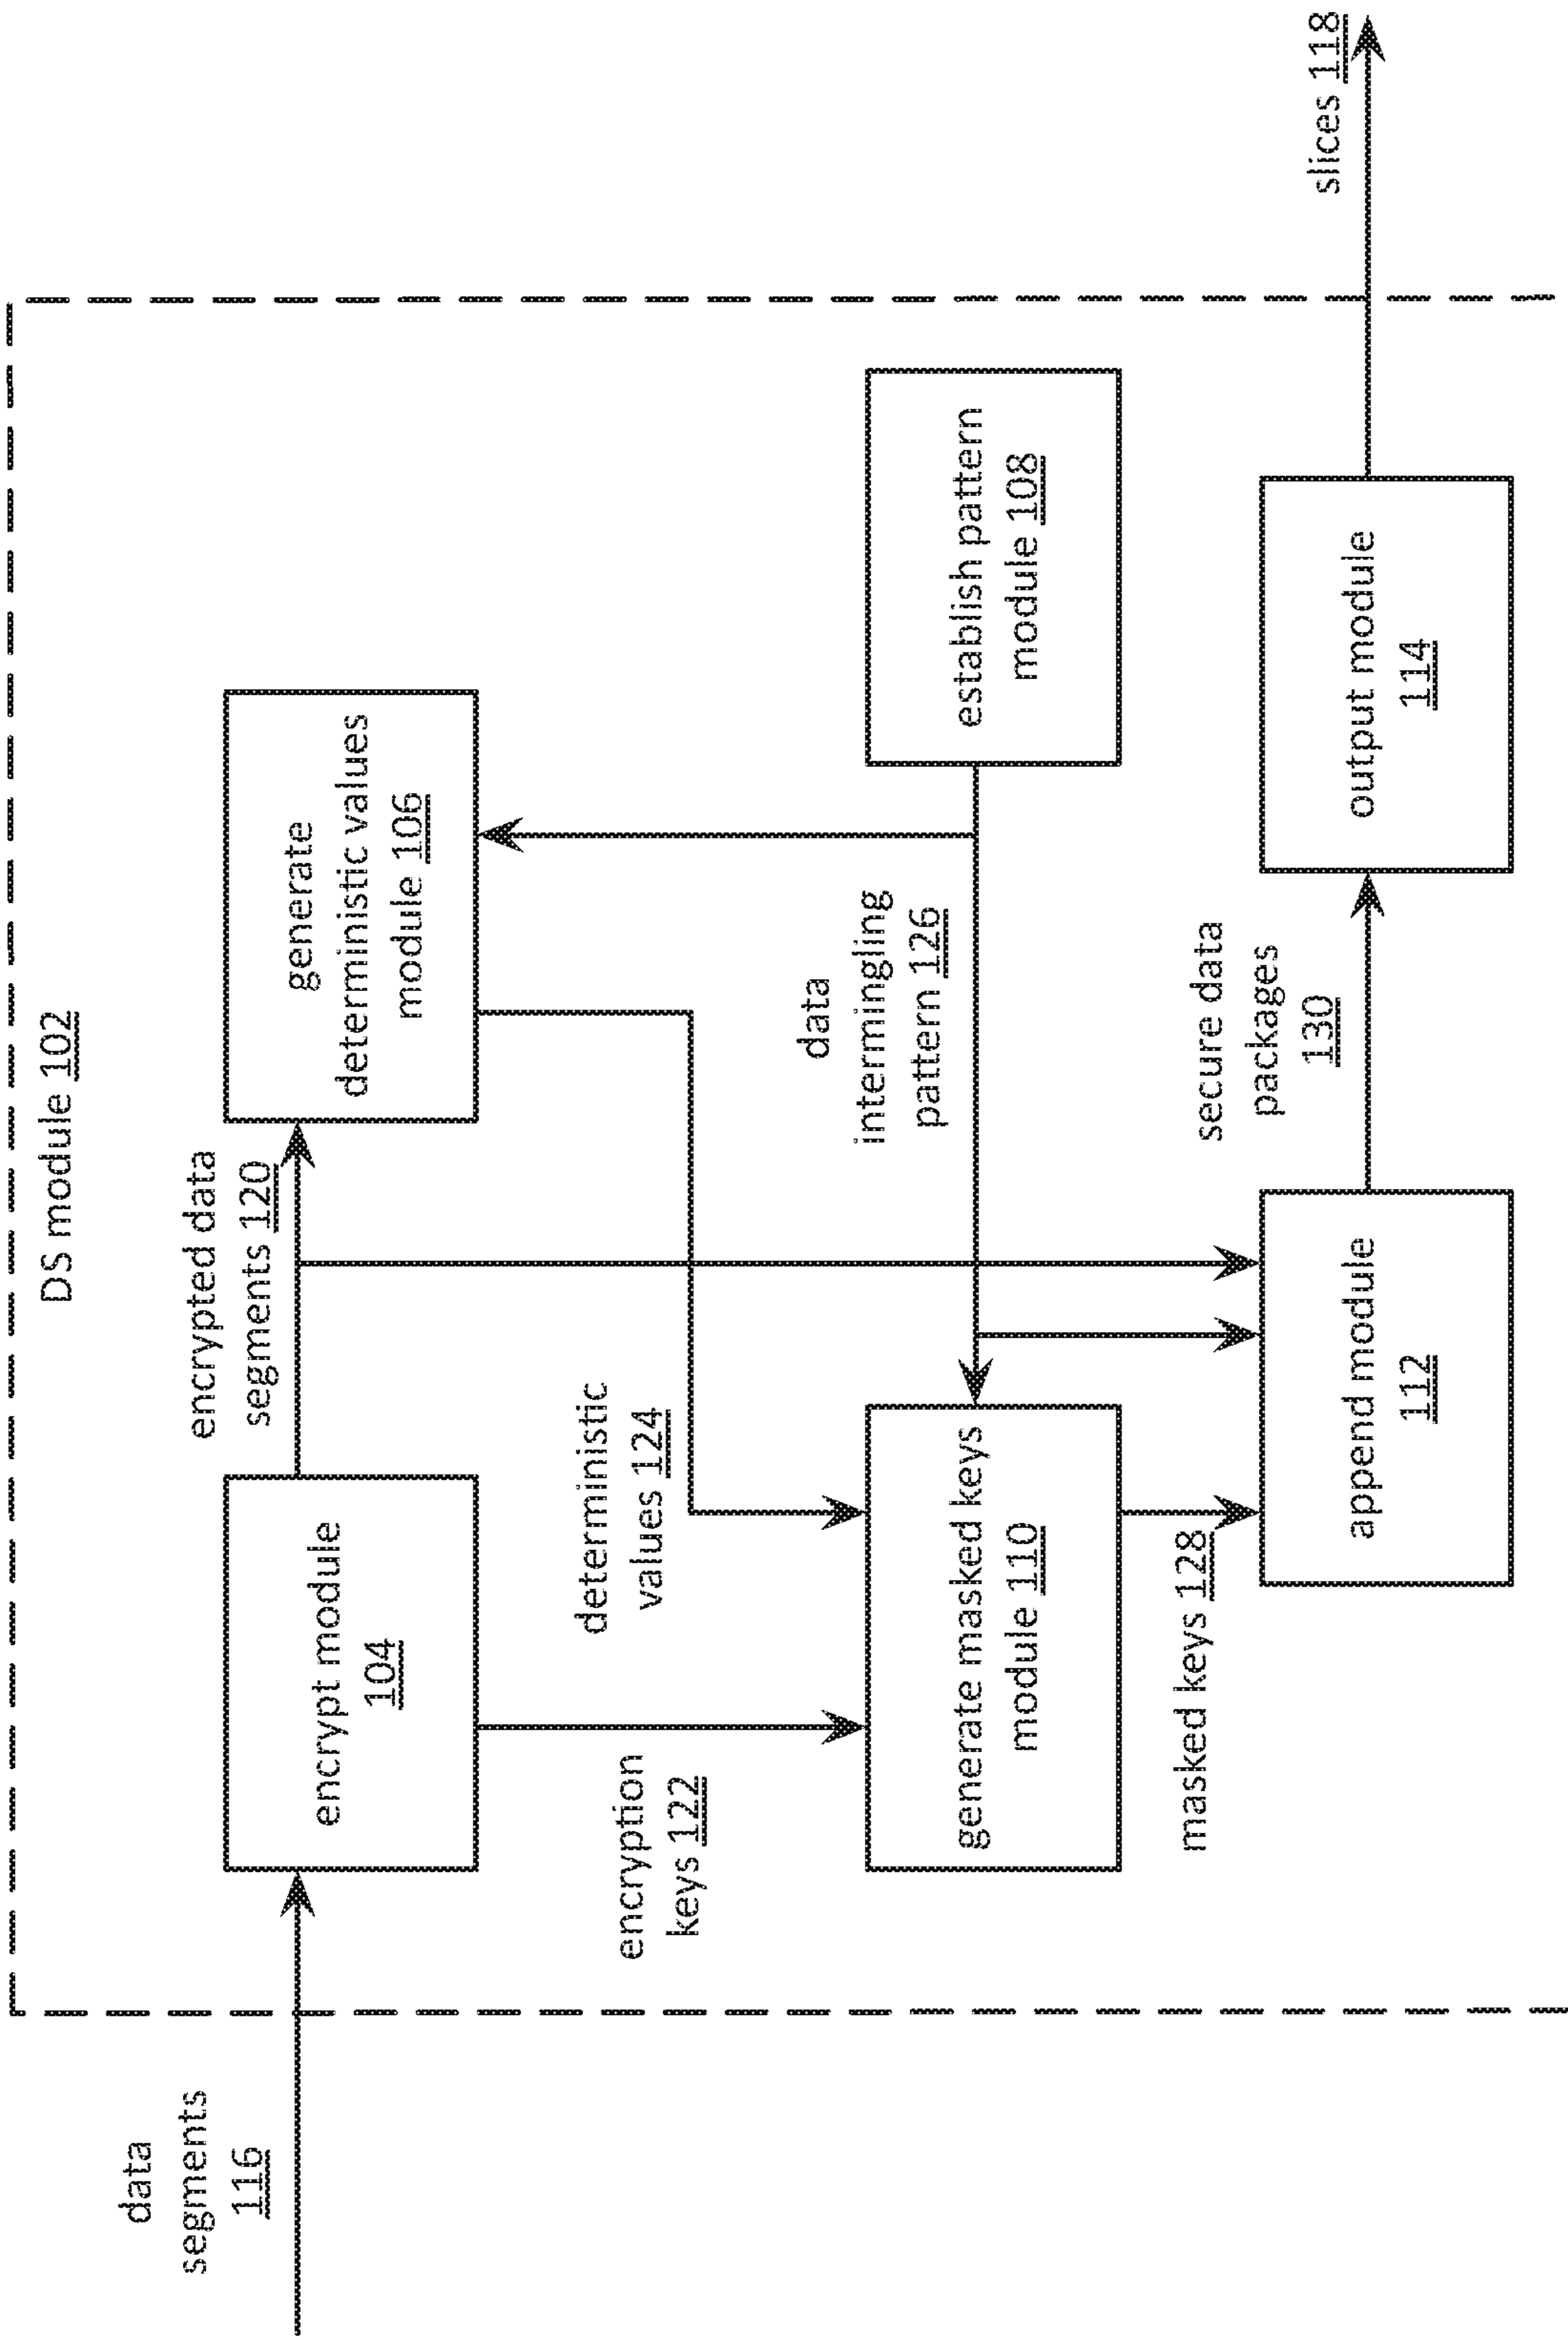 DS module 102
data
segments
116
encrypt module
104
encrypted data
segments 120
generate
deterministic values
module 106
encryption
keys 122
deterministic
values 124
data
intermingling
pattern 126
generate masked keys
module 110
establish pattern
module 108
masked keys 128
secure data
packages
130
append module
112
output module
114
slices 118